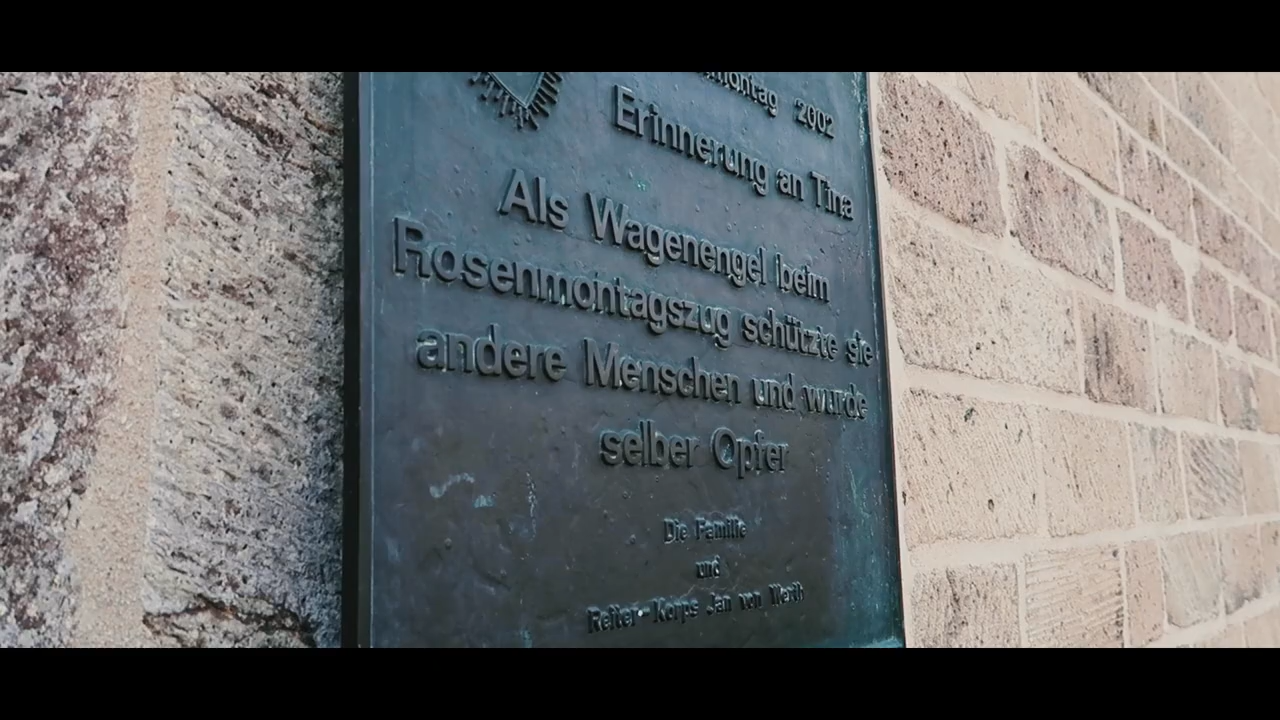 montag 2002
Erinnerung an Tina
Als Wagenengel beim
Rosenmontagszug schützte sie
andere Menschen und wurde
selber Opfer
Die Familie
und
Reiter-Korps Jan von Werth